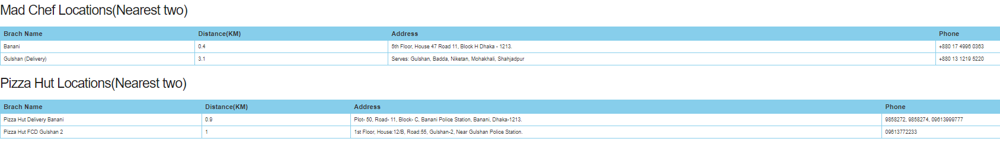 Mad Chef Locations(Nearest two)
Brach Name Distance(KM) Address Phone
Banani 0.4 5th Floor, House 47 Road 11, Block H Dhaka - 1213. +880 17 4996 0363
Gulshan (Delivery) 3.1 Serves: Gulshan, Badda, Niketan, Mohakhali, Shahjadpur +880 13 1219 5220
Pizza Hut Locations(Nearest two)
Brach Name Distance(KM) Address Phone
Pizza Hut Delivery Banani 0.9 Plot- 50, Road- 11, Block- C, Banani Police Station, Banani, Dhaka-1213. 9858272, 9858274, 09613999777
Pizza Hut FCD Gulshan 2 1 1st Floor, House:12/B, Road:55, Gulshan-2, Near Gulshan Police Station. 09613772233